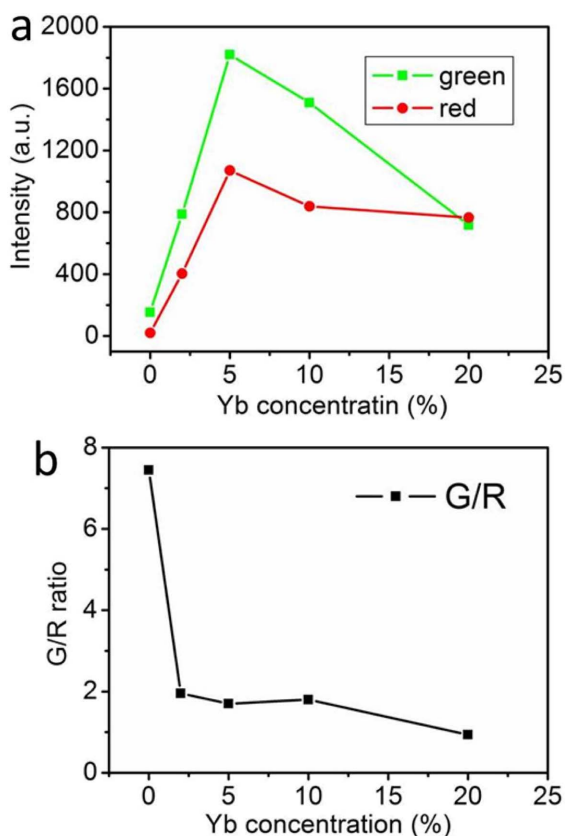 a
2000
1600
1200
800
400
0
Intensity (a.u.)
green
red
0 5 10 15 20 25
Yb concentratin (%)
b
8
6
4
2
0
G/R ratio
G/R
0 5 10 15 20 25
Yb concentration (%)